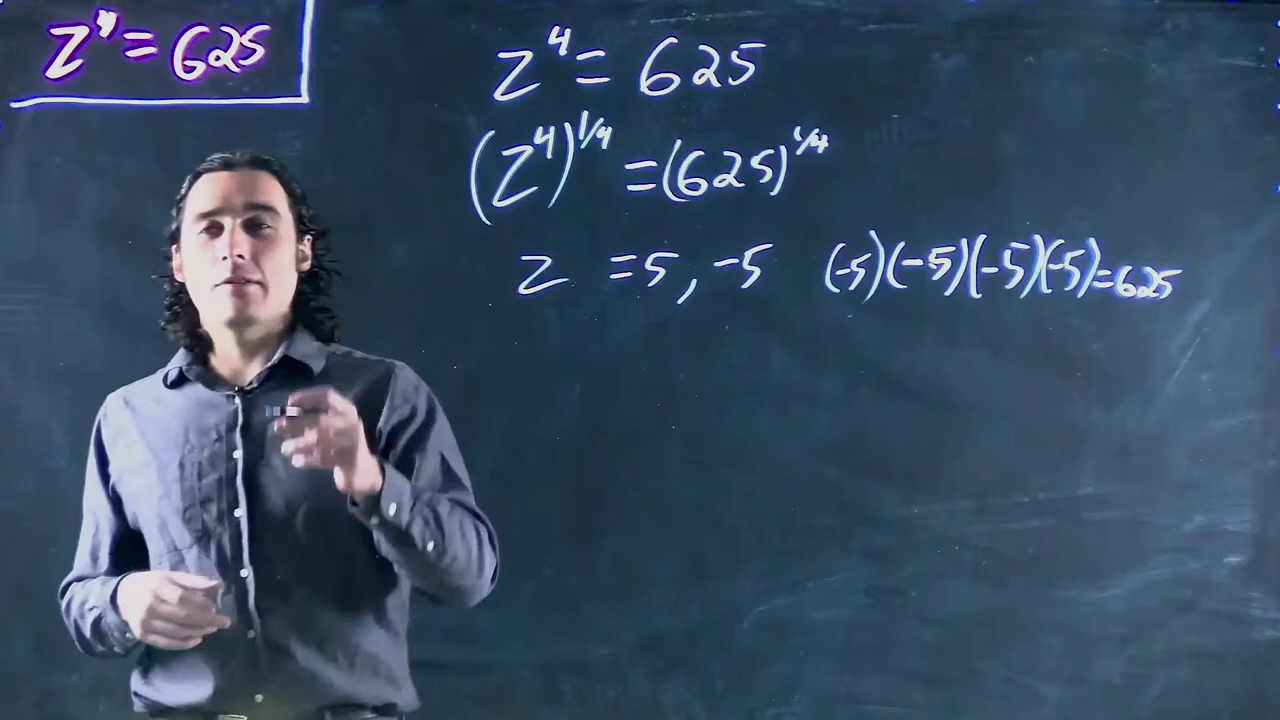 z⁴ = 625
z⁴ = 625
(z⁴)^1/4 = (625)^1/4
z = 5, -5 (-5)(-5)(-5)(-5)=625